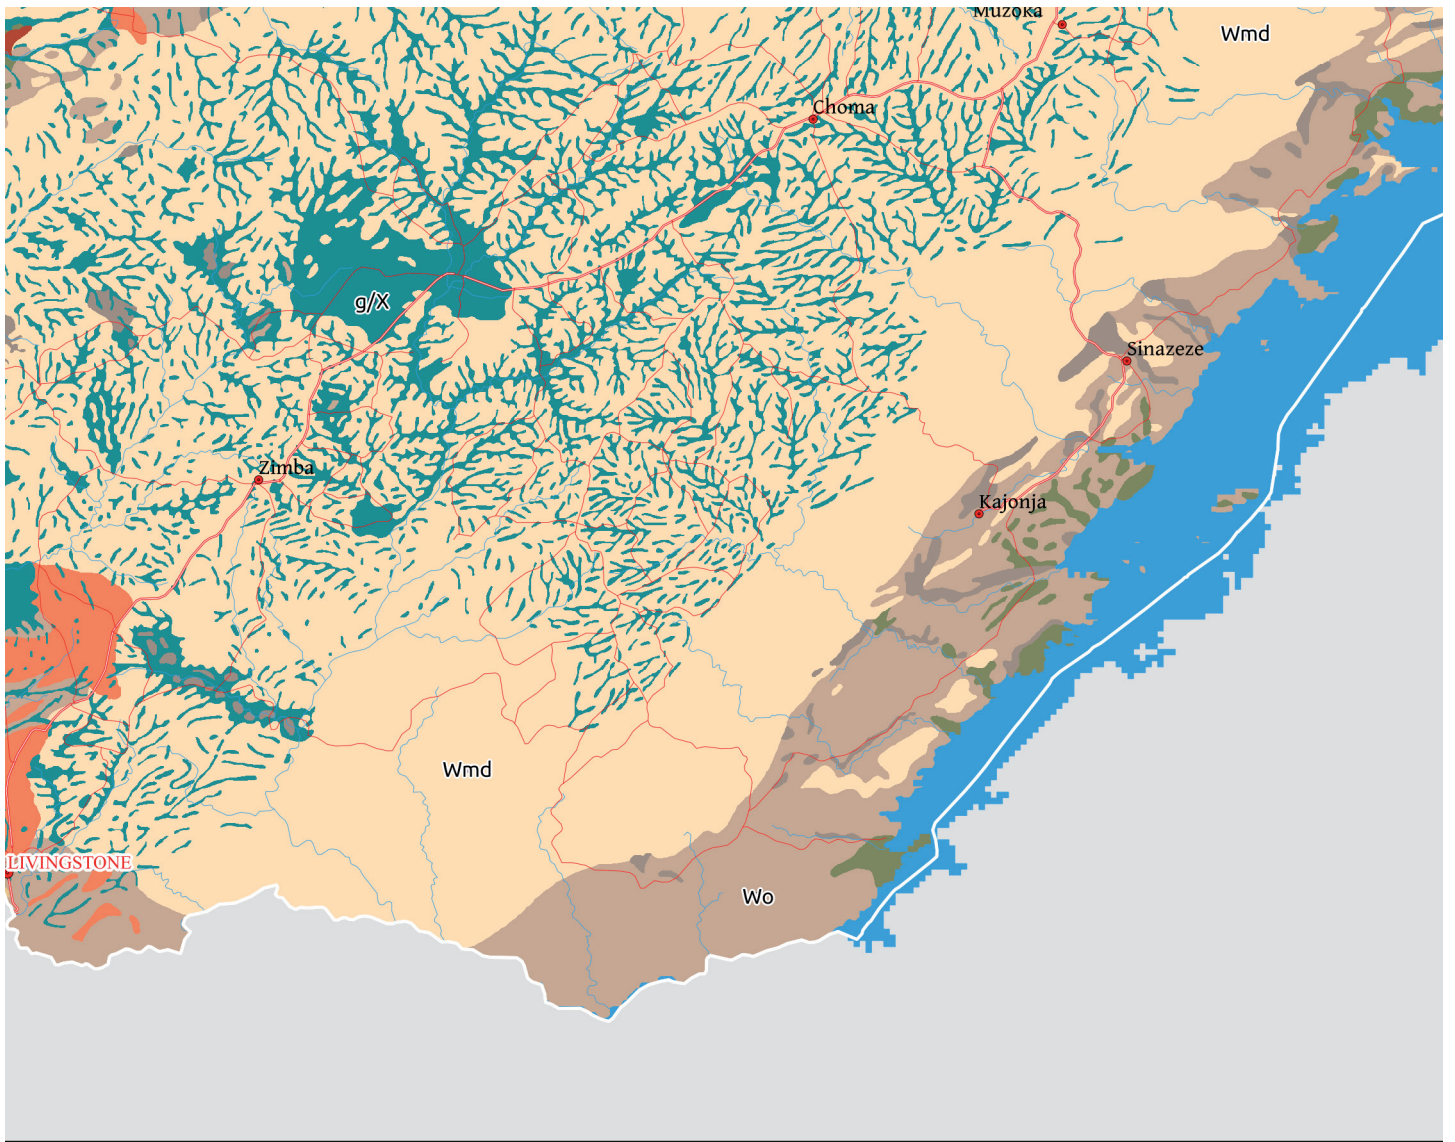 Muzoka
Wmd
Choma
g/X
Sinazeze
Zimba
Kajonja
Wmd
LIVINGSTONE
Wo